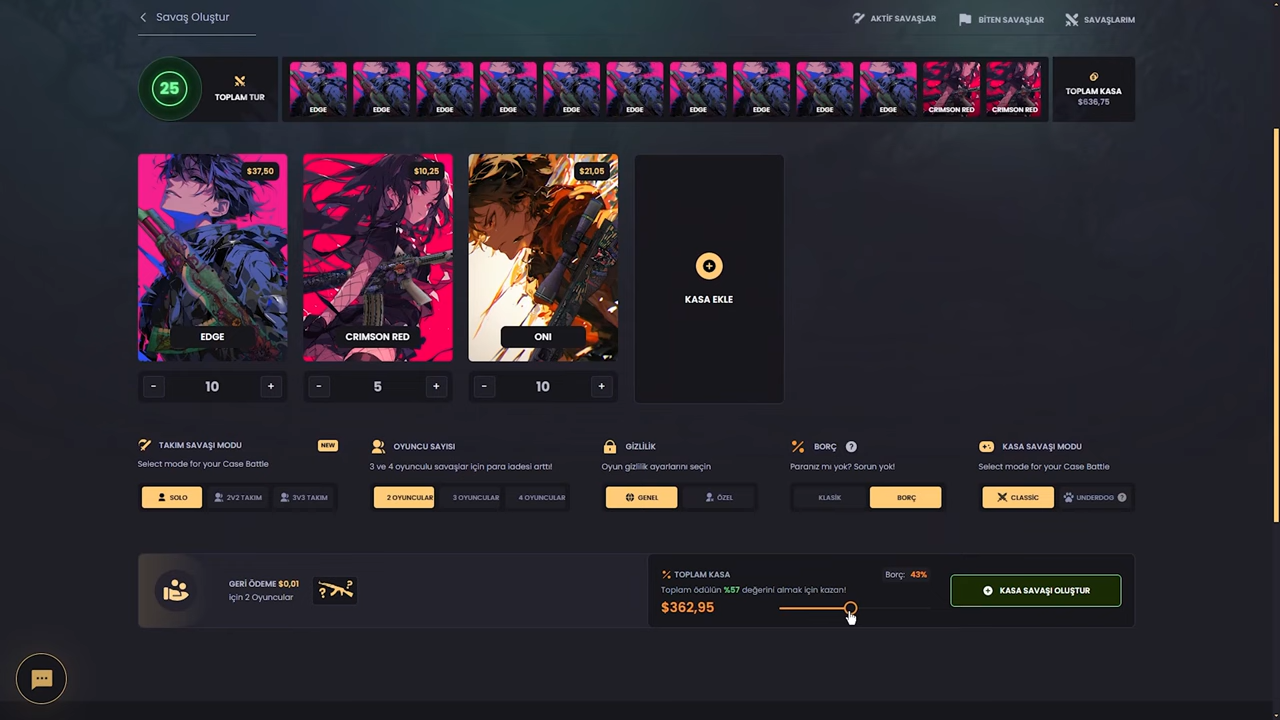 Savaş Oluştur
AKTİF SAVAŞLAR
BİTEN SAVAŞLAR
SAVAŞLARIM
25
TOPLAM TUR
EDGE
EDGE
EDGE
EDGE
EDGE
EDGE
EDGE
EDGE
EDGE
EDGE
CRIMSON RED
CRIMSON RED
TOPLAM KASA
$636,75
$37,50
EDGE
- 10 +
$10,25
CRIMSON RED
- 5 +
$21,05
ONI
- 10 +
KASA EKLE
TAKIM SAVAŞI MODU
NEW
Select mode for your Case Battle
SOLO
2V2 TAKIM
3V3 TAKIM
OYUNCU SAYISI
3 ve 4 oyunculu savaşlar için para iadesi arttı!
2 OYUNCULAR
3 OYUNCULAR
4 OYUNCULAR
GİZLİLİK
Oyun gizlilik ayarlarını seçin
GENEL
ÖZEL
BORÇ ?
Paranız mı yok? Sorun yok!
KLASİK
BORÇ
KASA SAVAŞI MODU
Select mode for your Case Battle
CLASSIC
UNDERDOG ?
GERİ ÖDEME $0,01
için 2 Oyuncular
? ?
TOPLAM KASA
Borç: 43%
Toplam ödülün %57 değerini almak için kazan!
$362,95
KASA SAVAŞI OLUŞTUR